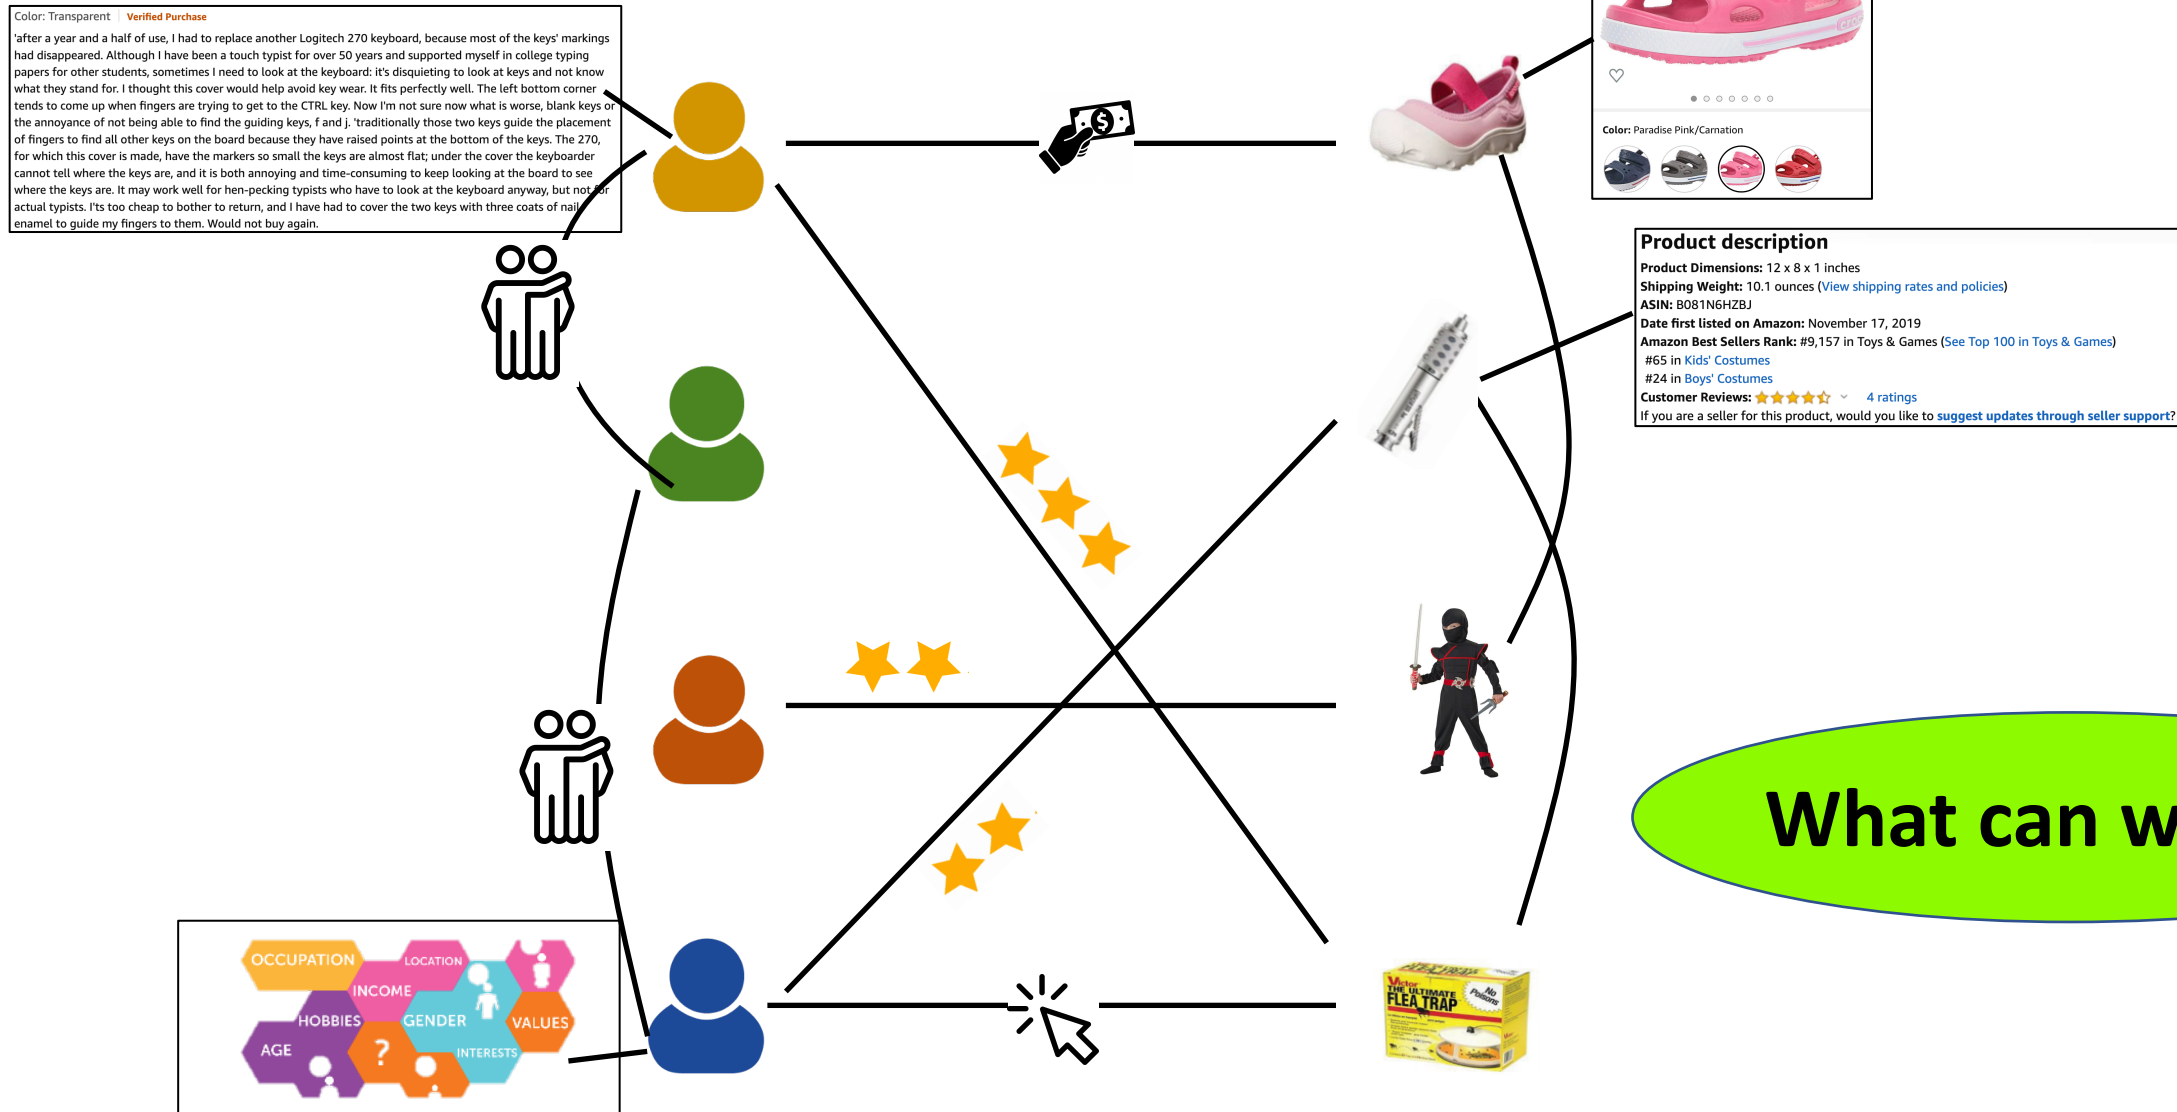 Color: Transparent Verified Purchase
'after a year and a half of use, I had to replace another Logitech 270 keyboard, because most of the keys' markings
had disappeared. Although I have been a touch typist for over 50 years and supported myself in college typing
papers for other students, sometimes I need to look at the keyboard: it's disquieting to look at keys and not know
what they stand for. I thought this cover would help avoid key wear. It fits perfectly well. The left bottom corner
tends to come up when fingers are trying to get to the CTRL key. Now I'm not sure now what is worse, blank keys or
the annoyance of not being able to find the guiding keys, f and j. 'traditionally those two keys guide the placement
of fingers to find all other keys on the board because they have raised points at the bottom of the keys. The 270,
for which this cover is made, have the markers so small the keys are almost flat; under the cover the keyboarder
cannot tell where the keys are, and it is both annoying and time-consuming to keep looking at the board to see
where the keys are. It may work well for hen-pecking typists who have to look at the keyboard anyway, but not for
actual typists. I'ts too cheap to bother to return, and I have had to cover the two keys with three coats of nail
enamel to guide my fingers to them. Would not buy again.
crocs
Color: Paradise Pink/Carnation
$
Product description
Product Dimensions: 12 x 8 x 1 inches
Shipping Weight: 10.1 ounces (View shipping rates and policies)
ASIN: B081N6HZBJ
Date first listed on Amazon: November 17, 2019
Amazon Best Sellers Rank: #9,157 in Toys & Games (See Top 100 in Toys & Games)
#65 in Kids' Costumes
#24 in Boys' Costumes
Customer Reviews: 4 ratings
If you are a seller for this product, would you like to suggest updates through seller support?
What can w
OCCUPATION
LOCATION
INCOME
HOBBIES
GENDER
VALUES
AGE
?
INTERESTS
Victor
THE ULTIMATE
FLEA TRAP
No
Poisons